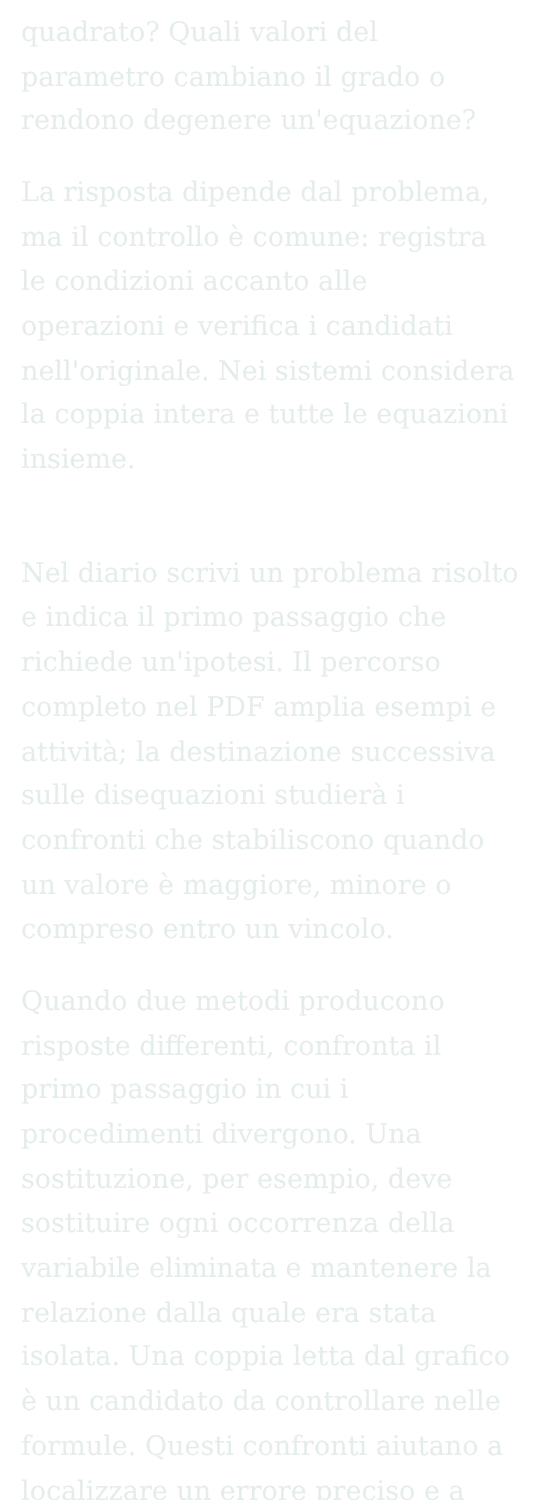 quadrato? Quali valori del
parametro cambiano il grado o
rendono degenere un'equazione?
La risposta dipende dal problema,
ma il controllo è comune: registra
le condizioni accanto alle
operazioni e verifica i candidati
nell'originale. Nei sistemi considera
la coppia intera e tutte le equazioni
insieme.
Nel diario scrivi un problema risolto
e indica il primo passaggio che
richiede un'ipotesi. Il percorso
completo nel PDF amplia esempi e
attività; la destinazione successiva
sulle disequazioni studierà i
confronti che stabiliscono quando
un valore è maggiore, minore o
compreso entro un vincolo.
Quando due metodi producono
risposte differenti, confronta il
primo passaggio in cui i
procedimenti divergono. Una
sostituzione, per esempio, deve
sostituire ogni occorrenza della
variabile eliminata e mantenere la
relazione dalla quale era stata
isolata. Una coppia letta dal grafico
è un candidato da controllare nelle
formule. Questi confronti aiutano a
localizzare un errore preciso e a